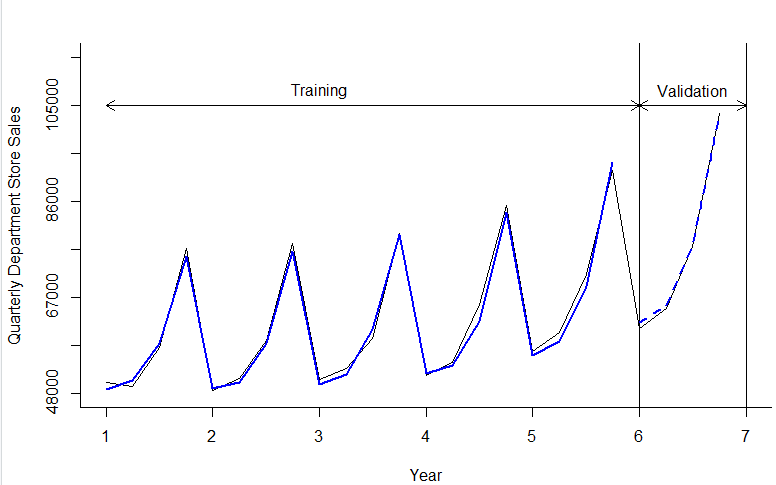 Training
Validation
Quarterly Department Store Sales
105000
86000
67000
48000
1 2 3 4 5 6 7
Year